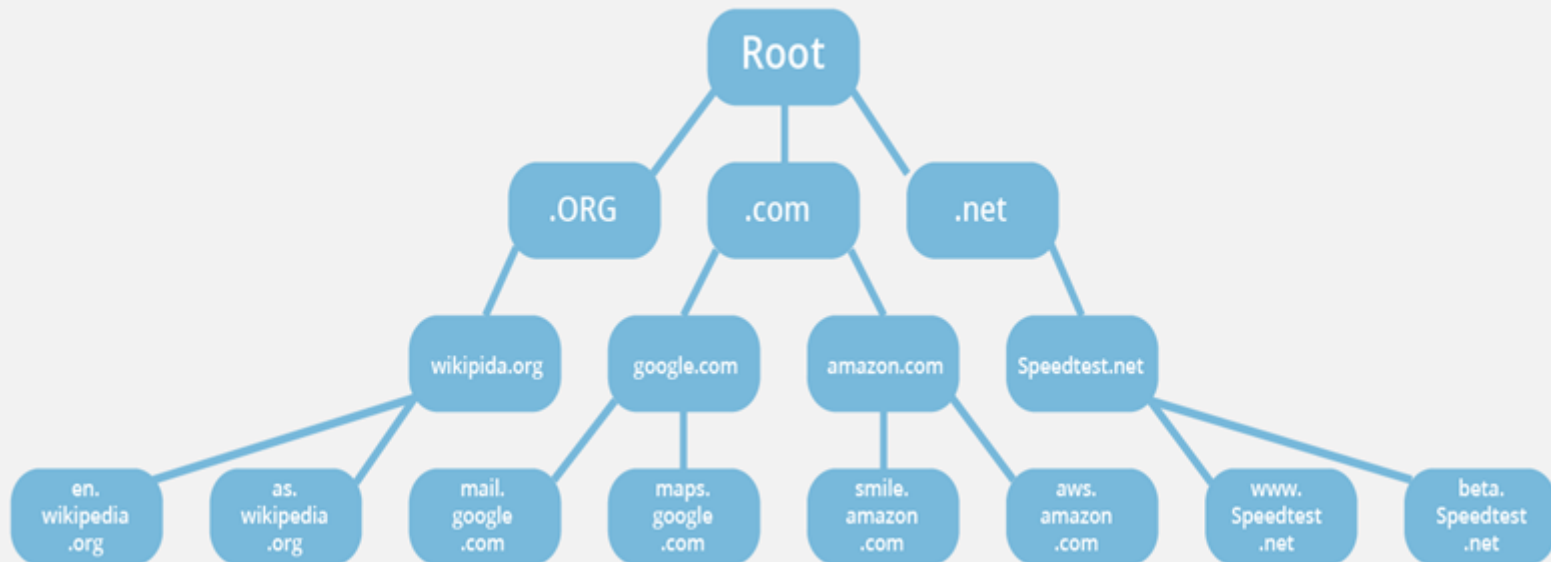 Root
.ORG
.com
.net
wikipida.org
google.com
amazon.com
Speedtest.net
en.
wikipedia
.org
as.
wikipedia
.org
mail.
google
.com
maps.
google
.com
smile.
amazon
.com
aws.
amazon
.com
www.
Speedtest
.net
beta.
Speedtest
.net